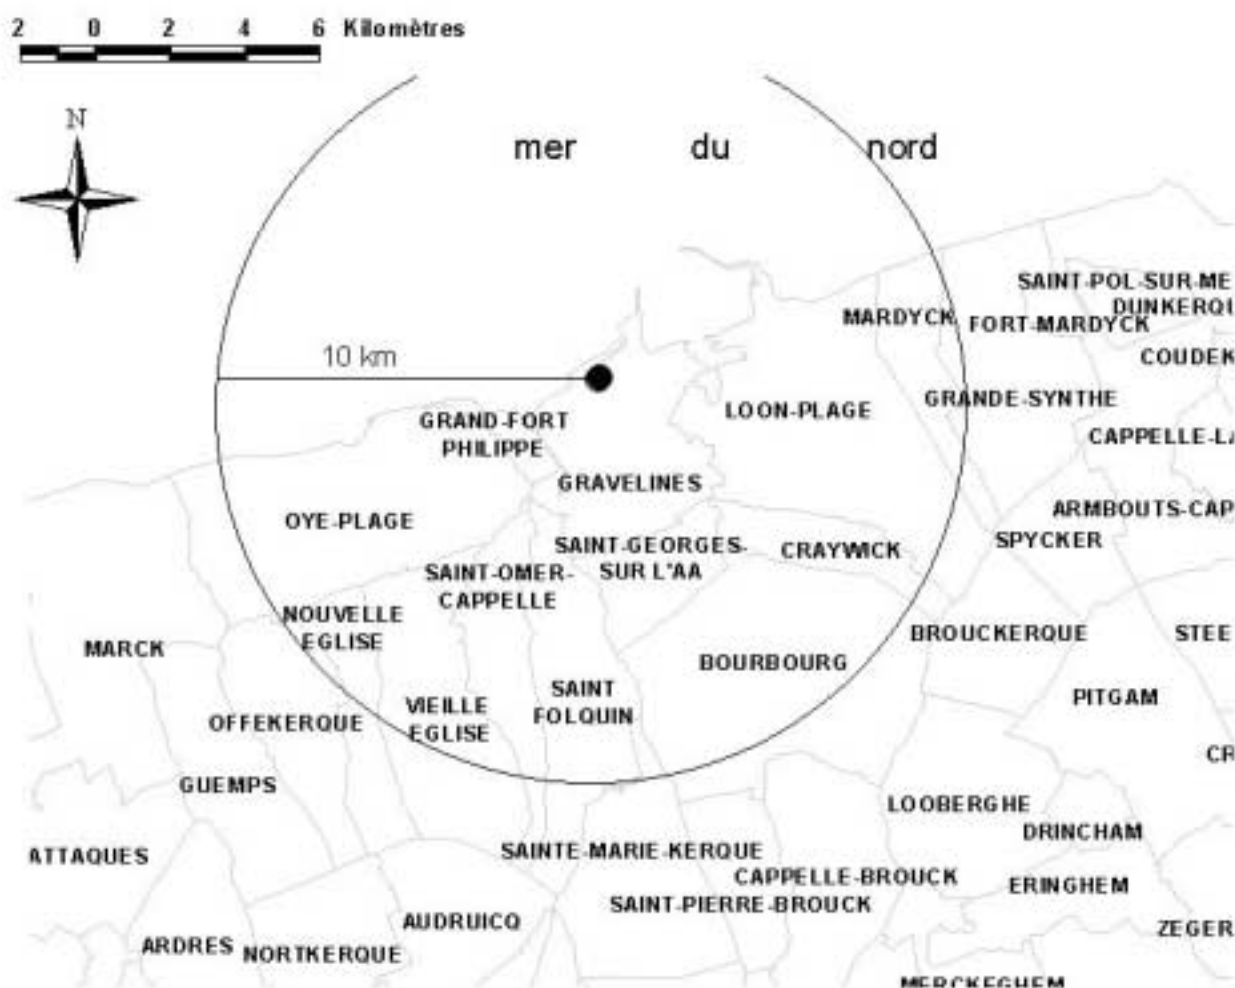 2 0 2 4 6 Kilomètres
N
mer du nord
10 km
SAINT-POL-SUR-ME
DUNKERQU
MARDYCK
FORT-MARDYCK
COUDEK
GRANDE-SYNTHE
LOON-PLAGE
GRAND-FORT
PHILIPPE
CAPPELLE-LA
GRAVELINES
ARMBOUTS-CAP
OYE-PLAGE
SPYCKER
SAINT-GEORGES-
SUR L'AA
CRAYWICK
SAINT-OMER-
CAPPELLE
NOUVELLE
EGLISE
BROUCKERQUE
STEE
MARCK
BOURBOURG
SAINT
FOLQUIN
PITGAM
VIEILLE
EGLISE
OFFEKERQUE
CR
GUEMPS
LOOBERGHE
DRINCHAM
SAINTE-MARIE-KERQUE
ATTAQUES
CAPPELLE-BROUCK
ERINGHEM
SAINT-PIERRE-BROUCK
AUDRUICQ
ZEGER
ARDRES
NORTKERQUE
MERCKEGHEM